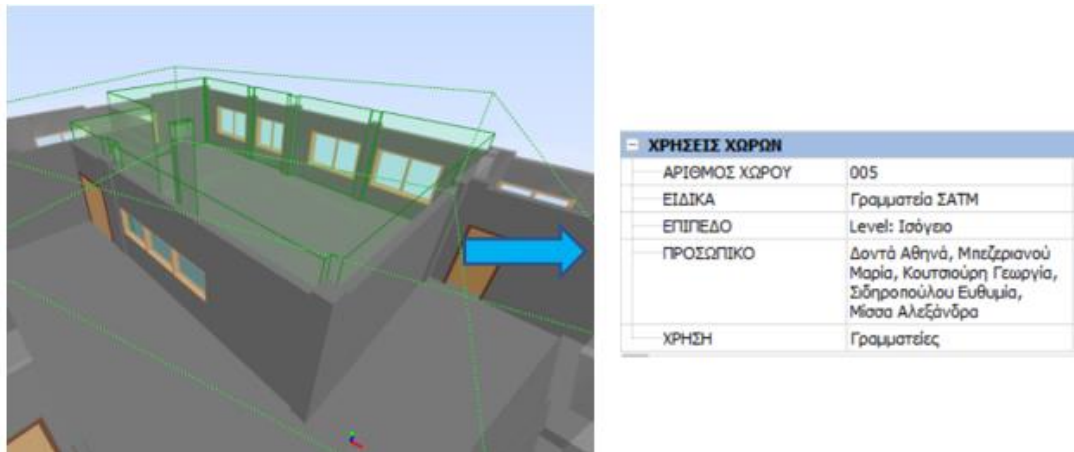 ΧΡΗΣΕΙΣ ΧΩΡΩΝ
ΑΡΙΘΜΟΣ ΧΩΡΟΥ 005
ΕΙΔΙΚΑ Γραμματεία ΣΑΤΜ
ΕΠΙΠΕΔΟ Level: Ισόγειο
ΠΡΟΣΩΠΙΚΟ Δοντά Αθηνά, Μπεζεριανού
Μαρία, Κουτσιούρη Γεωργία,
Σιδηροπούλου Ευθυμία,
Μίσσα Αλεξάνδρα
ΧΡΗΣΗ Γραμματείες